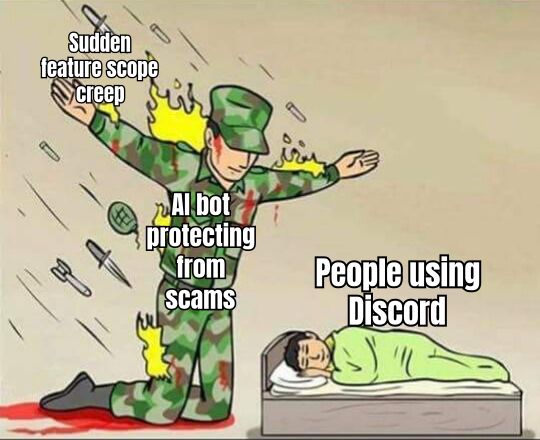 Sudden
feature scope
creep
AI bot
protecting
from
scams
People using
Discord